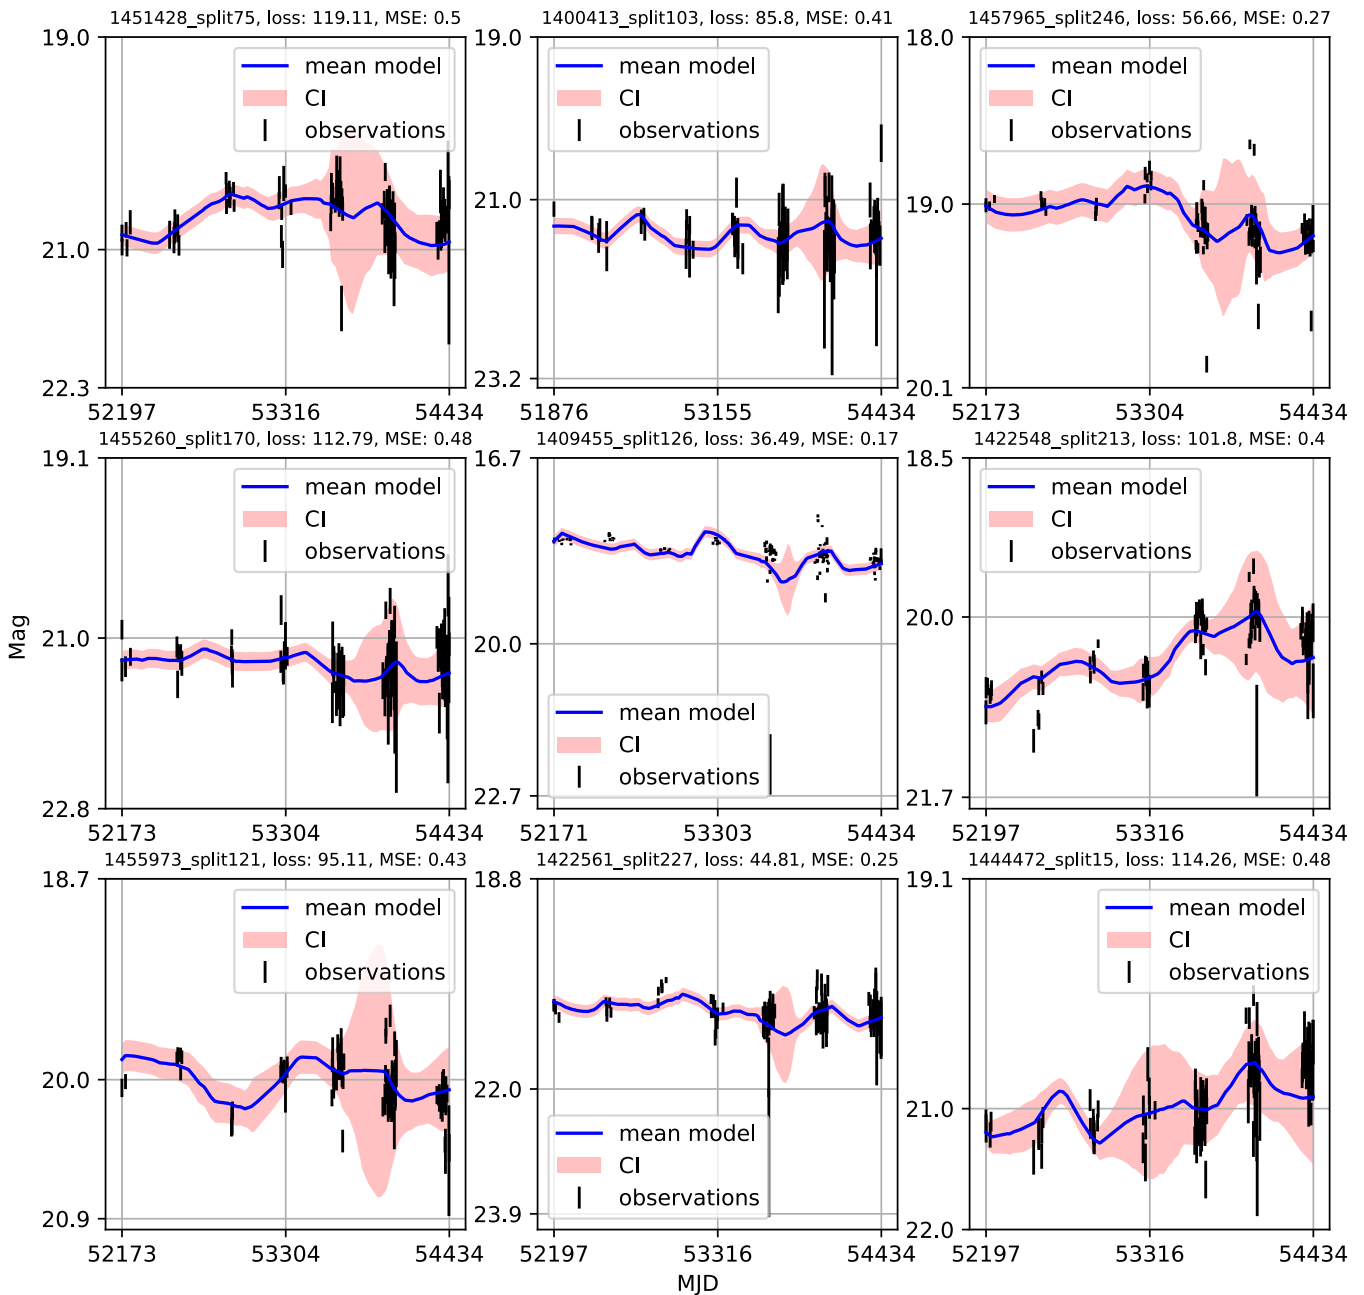 1451428_split75, loss: 119.11, MSE: 0.5
19.0
21.0
22.3
mean model
CI
observations
52197 53316 54434
1400413_split103, loss: 85.8, MSE: 0.41
19.0
21.0
23.2
mean model
CI
observations
51876 53155 54434
1457965_split246, loss: 56.66, MSE: 0.27
18.0
19.0
20.1
mean model
CI
observations
52173 53304 54434
1455260_split170, loss: 112.79, MSE: 0.48
19.1
21.0
22.8
mean model
CI
observations
52173 53304 54434
1409455_split126, loss: 36.49, MSE: 0.17
16.7
20.0
22.7
mean model
CI
observations
52171 53303 54434
1422548_split213, loss: 101.8, MSE: 0.4
18.5
20.0
21.7
mean model
CI
observations
52197 53316 54434
Mag
1455973_split121, loss: 95.11, MSE: 0.43
18.7
20.0
20.9
mean model
CI
observations
52173 53304 54434
1422561_split227, loss: 44.81, MSE: 0.25
18.8
22.0
23.9
mean model
CI
observations
52197 53316 54434
1444472_split15, loss: 114.26, MSE: 0.48
19.1
21.0
22.0
mean model
CI
observations
52197 53316 54434
MJD